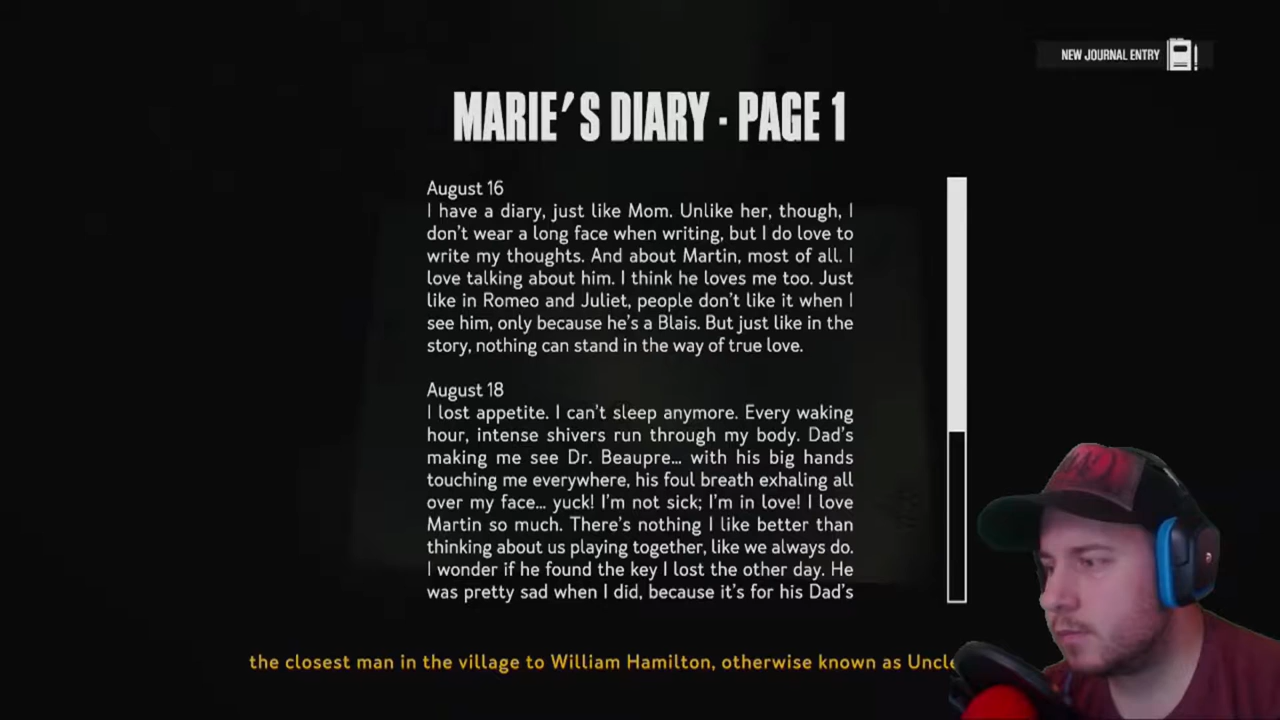 NEW JOURNAL ENTRY
MARIE'S DIARY · PAGE 1
August 16
I have a diary, just like Mom. Unlike her, though, I
don't wear a long face when writing, but I do love to
write my thoughts. And about Martin, most of all. I
love talking about him. I think he loves me too. Just
like in Romeo and Juliet, people don't like it when I
see him, only because he's a Blais. But just like in the
story, nothing can stand in the way of true love.
August 18
I lost appetite. I can't sleep anymore. Every waking
hour, intense shivers run through my body. Dad's
making me see Dr. Beaupre... with his big hands
touching me everywhere, his foul breath exhaling all
over my face... yuck! I'm not sick; I'm in love! I love
Martin so much. There's nothing I like better than
thinking about us playing together, like we always do.
I wonder if he found the key I lost the other day. He
was pretty sad when I did, because it's for his Dad's
the closest man in the village to William Hamilton, otherwise known as Uncle